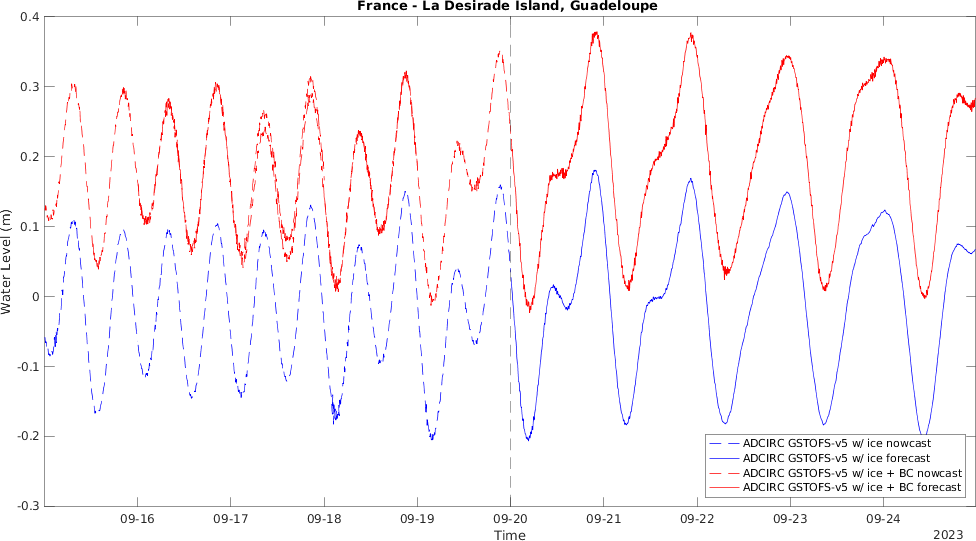 France - La Desirade Island, Guadeloupe
0.4
0.3
0.2
0.1
0
-0.1
-0.2
-0.3
Water Level (m)
ADCIRC GSTOFS-v5 w/ ice nowcast
ADCIRC GSTOFS-v5 w/ ice forecast
ADCIRC GSTOFS-v5 w/ ice + BC nowcast
ADCIRC GSTOFS-v5 w/ ice + BC forecast
09-16 09-17 09-18 09-19 09-20 09-21 09-22 09-23 09-24
Time
2023